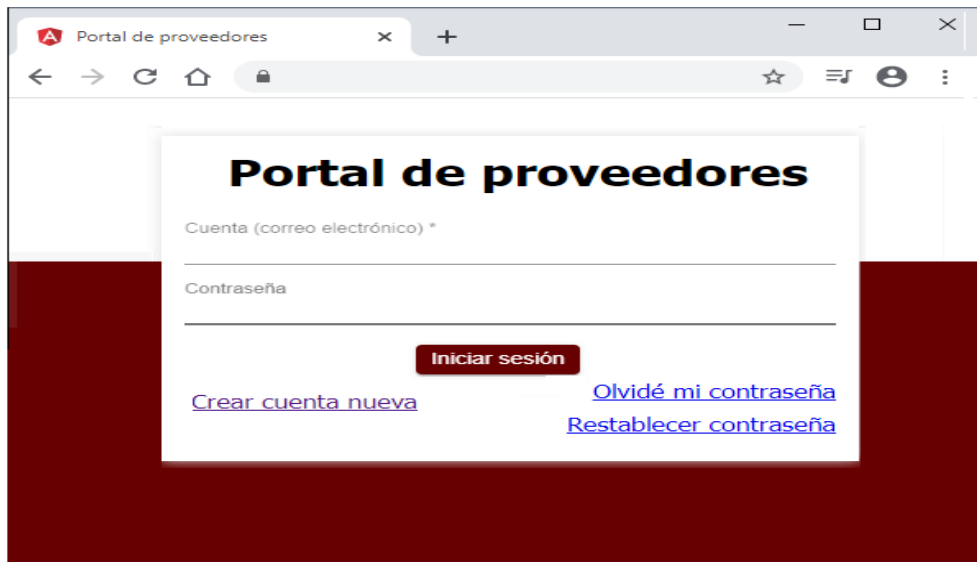 Portal de proveedores
Portal de proveedores
Cuenta (correo electrónico) *
Contraseña
Iniciar sesión
Crear cuenta nueva
Olvidé mi contraseña
Restablecer contraseña